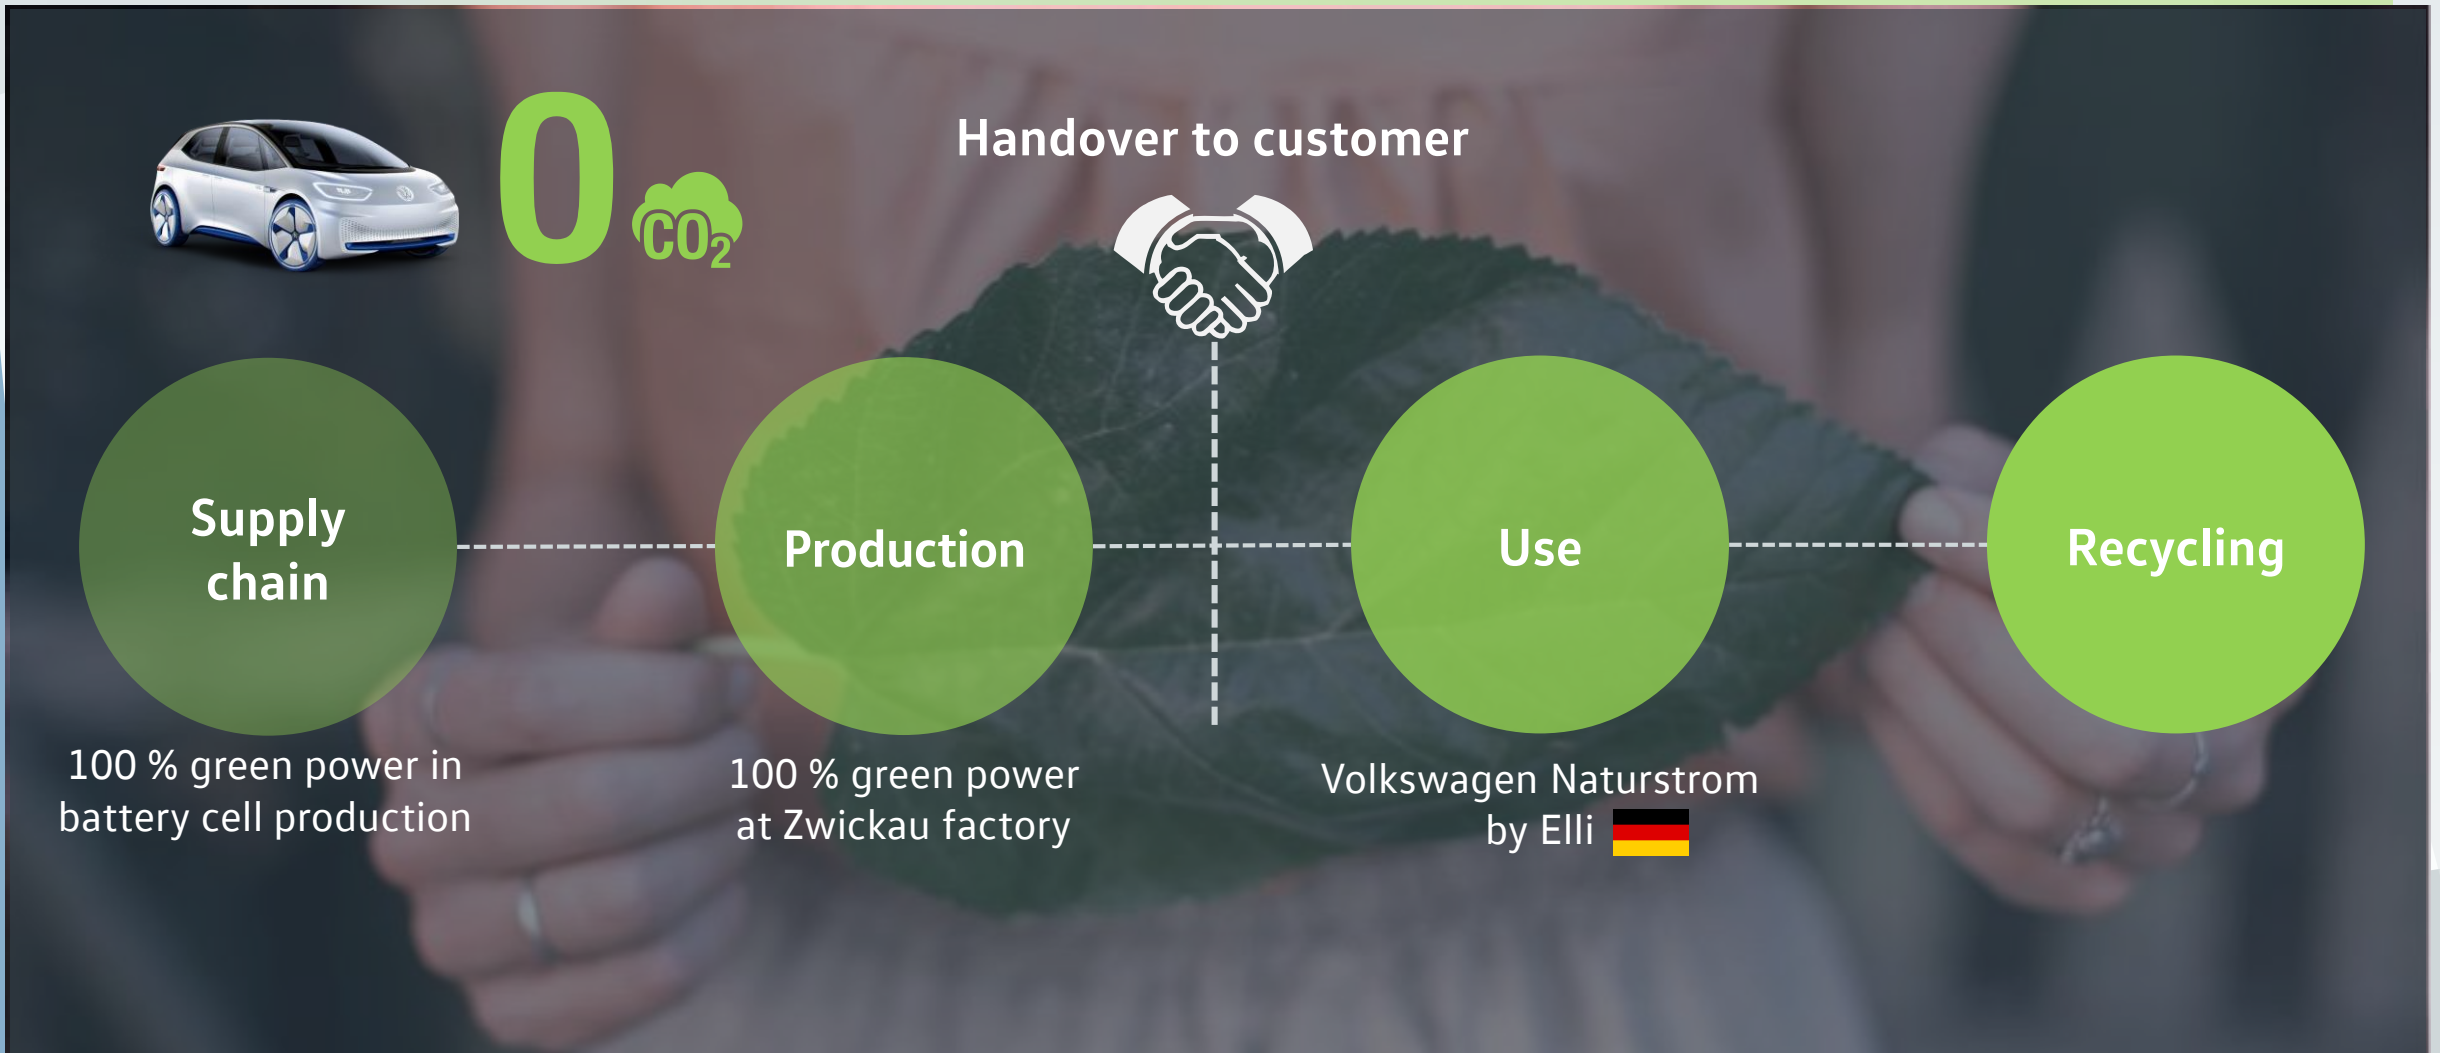 0 CO2
Handover to customer
Supply
chain
Production
Use
Recycling
100 % green power in
battery cell production
100 % green power
at Zwickau factory
Volkswagen Naturstrom
by Elli